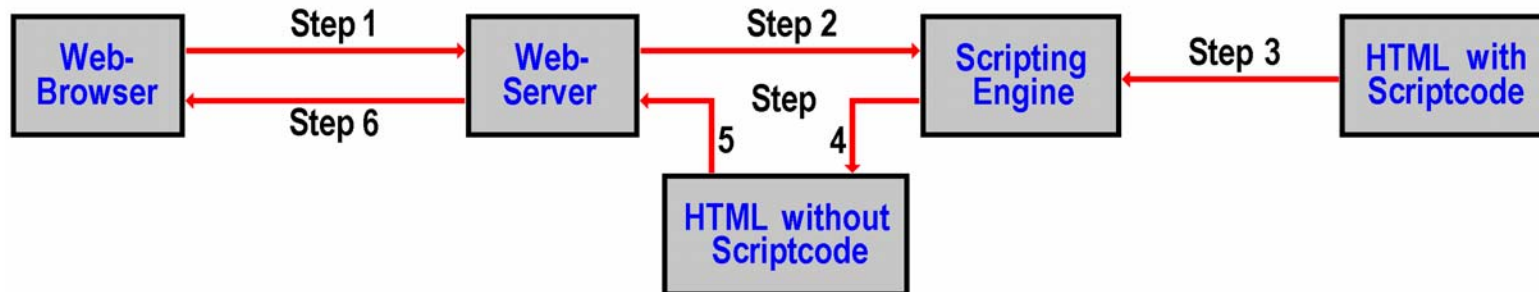 Step 1
Step 2
Web-
Browser
Web-
Server
Scripting
Engine
Step 3
HTML with
Scriptcode
Step 6
Step
5
4
HTML without
Scriptcode